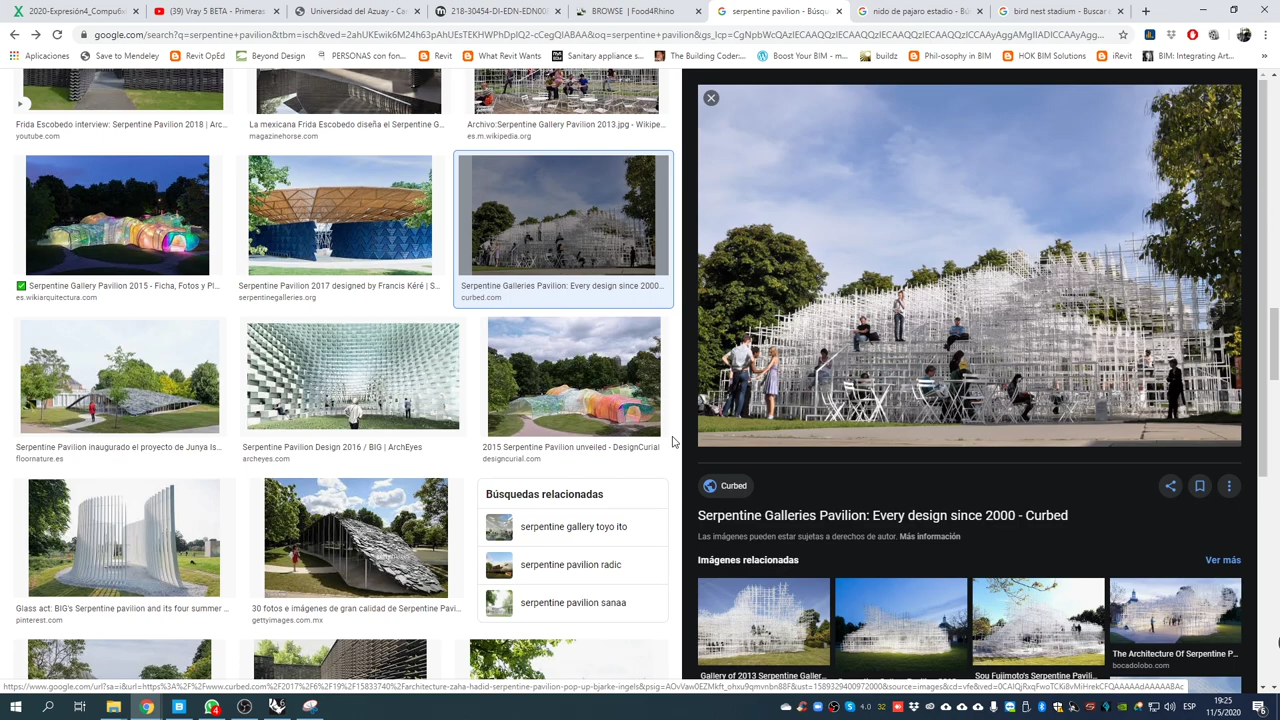 2020-Expresión4_Compu6x
(39) Vray 5 BETA - Primeras
Universidad del Azuay - Ca
218-30454-DI-EDN-EDN00
BROWSE | Food4Rhino
serpentine pavilion - Búsqu
nido de pajaro estadio - Bú
bird nest stadium - Buscar c
google.com/search?q=serpentine+pavilion&tbm=isch&ved=2ahUKEwik6M24h63pAhUEsTEKHWPhDpIQ2-cCegQIABAA&oq=serpentine+pavilion&gs_lcp=CgNpbWcQAzIECAAQQzIECAAQQzIECAAQQzIECAAQQzICCAAyAggAMgIIADICCAAyAgg...
Aplicaciones
Save to Mendeley
Revit OpEd
Beyond Design
PERSONAS con fon...
Revit
What Revit Wants
Sanitary appliance s...
The Building Coder:...
Boost Your BIM - m...
buildz
Phil-osophy in BIM
HOK BIM Solutions
iRevit
BIM: Integrating Art...
Frida Escobedo interview: Serpentine Pavilion 2018 | Arc...
youtube.com
La mexicana Frida Escobedo diseña el Serpentine G...
magazinehorse.com
Archivo:Serpentine Gallery Pavilion 2013.jpg - Wikipe...
es.m.wikipedia.org
Serpentine Gallery Pavilion 2015 - Ficha, Fotos y Pl...
es.wikiarquitectura.com
Serpentine Pavilion 2017 designed by Francis Kéré | S...
serpentinegalleries.org
Serpentine Galleries Pavilion: Every design since 2000...
curbed.com
Serpentine Pavilion inaugurado el proyecto de Junya Is...
floornature.es
Serpentine Pavilion Design 2016 / BIG | ArchEyes
archeyes.com
2015 Serpentine Pavilion unveiled - DesignCurial
designcurial.com
Glass act: BIG's Serpentine pavilion and its four summer ...
pinterest.com
30 fotos e imágenes de gran calidad de Serpentine Pavi...
gettyimages.com.mx
Búsquedas relacionadas
serpentine gallery toyo ito
serpentine pavilion radic
serpentine pavilion sanaa
Curbed
Serpentine Galleries Pavilion: Every design since 2000 - Curbed
Las imágenes pueden estar sujetas a derechos de autor. Más información
Imágenes relacionadas
Ver más
Gallery of 2013 Serpentine Galler...
Sou Fujimoto's Serpentine Pavili...
The Architecture Of Serpentine P...
bocadolobo.com
ESP
19:25
11/5/2020